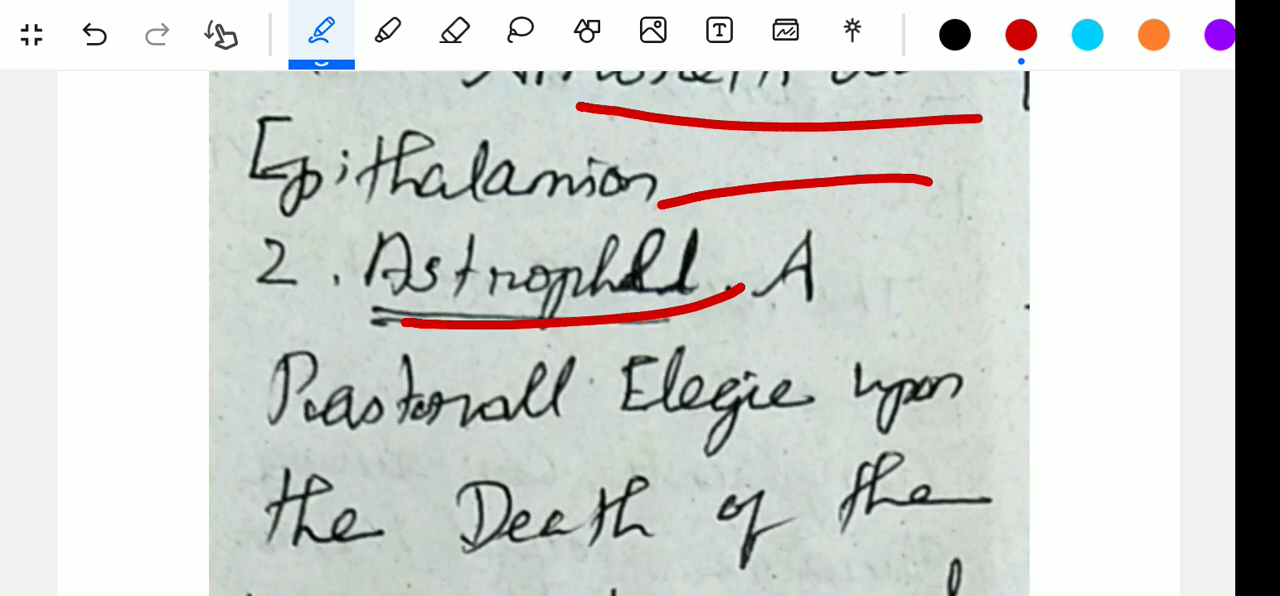 Epithalamion
2. Astrophel. A
Pastorall Elegie upon
the Death of the